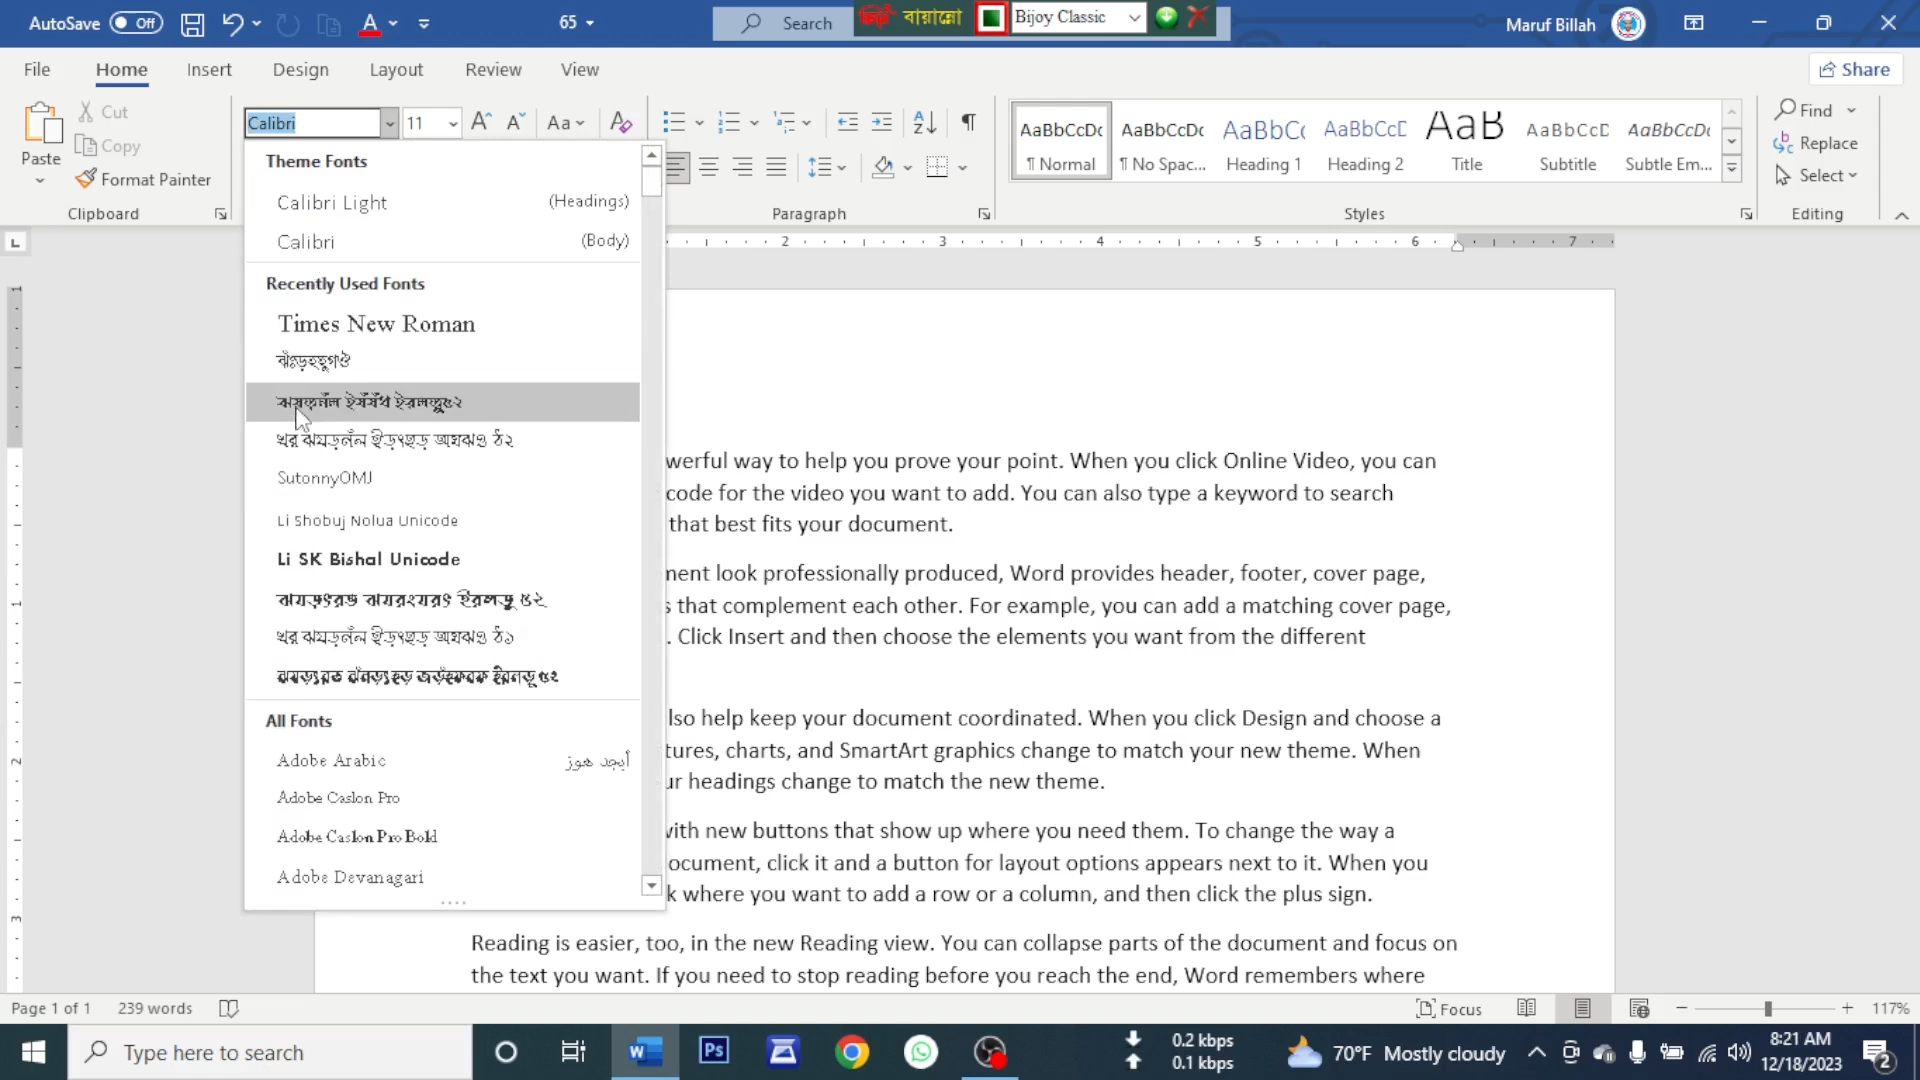 AutoSave Off
65
Search
বায়ান্নো
Bijoy Classic
Maruf Billah
File Home Insert Design Layout Review View
Share
Paste
Cut
Copy
Format Painter
Clipboard
Calibri 11
Aa
Paragraph
AaBbCcDc AaBbCcDc AaBbCc AaBbCcD AaB AaBbCcD AaBbCcDc
¶ Normal ¶ No Spac... Heading 1 Heading 2 Title Subtitle Subtle Em...
Styles
Find
Replace
Select
Editing
Theme Fonts
Calibri Light (Headings)
Calibri (Body)
Recently Used Fonts
Times New Roman
SutonnyOMJ
Li Shobuj Nolua Unicode
Li SK Bishal Unicode
All Fonts
Adobe Arabic أبجد هوز
Adobe Caslon Pro
Adobe Caslon Pro Bold
Adobe Devanagari
2 3 4 5 6 7
werful way to help you prove your point. When you click Online Video, you can
code for the video you want to add. You can also type a keyword to search
that best fits your document.
ment look professionally produced, Word provides header, footer, cover page,
s that complement each other. For example, you can add a matching cover page,
. Click Insert and then choose the elements you want from the different
lso help keep your document coordinated. When you click Design and choose a
tures, charts, and SmartArt graphics change to match your new theme. When
ur headings change to match the new theme.
with new buttons that show up where you need them. To change the way a
ocument, click it and a button for layout options appears next to it. When you
k where you want to add a row or a column, and then click the plus sign.
Reading is easier, too, in the new Reading view. You can collapse parts of the document and focus on
the text you want. If you need to stop reading before you reach the end, Word remembers where
Page 1 of 1 239 words
Focus
117%
Type here to search
0.2 kbps
0.1 kbps
70°F Mostly cloudy
8:21 AM
12/18/2023
2